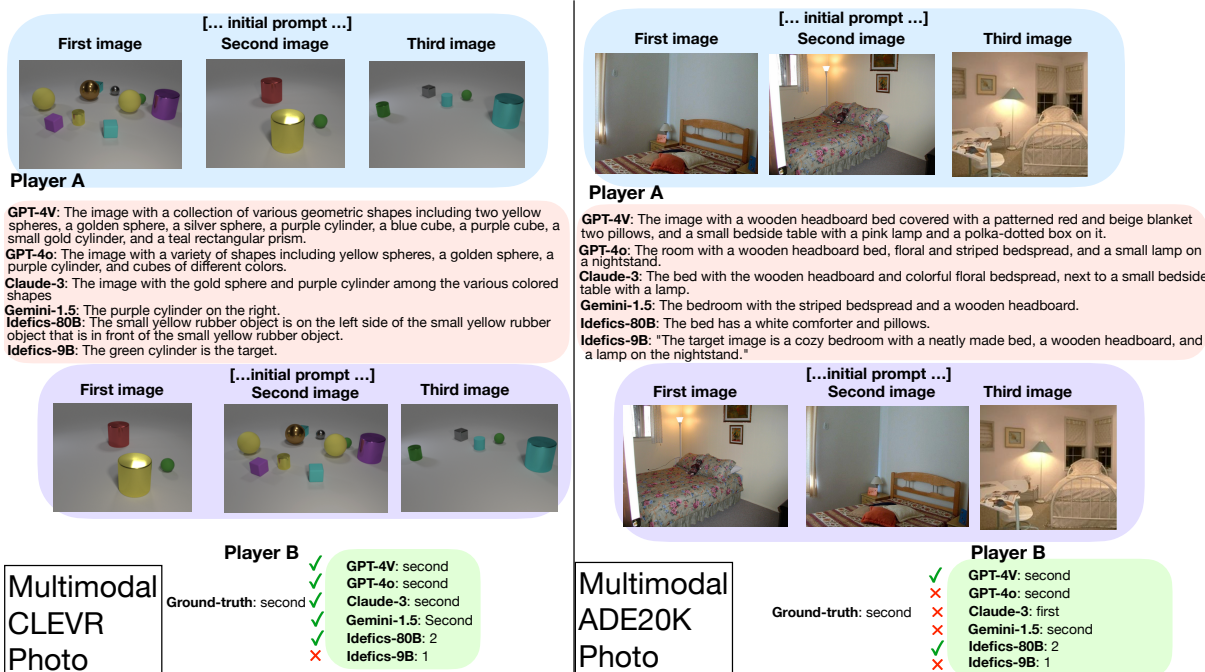 [... initial prompt ...]
First image
Second image
Third image
Player A
GPT-4V: The image with a collection of various geometric shapes including two yellow
spheres, a golden sphere, a silver sphere, a purple cylinder, a blue cube, a purple cube, a
small gold cylinder, and a teal rectangular prism.
GPT-4o: The image with a variety of shapes including yellow spheres, a golden sphere, a
purple cylinder, and cubes of different colors.
Claude-3: The image with the gold sphere and purple cylinder among the various colored
shapes
Gemini-1.5: The purple cylinder on the right.
Idefics-80B: The small yellow rubber object is on the left side of the small yellow rubber
object that is in front of the small yellow rubber object.
Idefics-9B: The green cylinder is the target.
[...initial prompt ...]
First image
Second image
Third image
Player B
Ground-truth: second
GPT-4V: second
GPT-4o: second
Claude-3: second
Gemini-1.5: Second
Idefics-80B: 2
Idefics-9B: 1
Multimodal
CLEVR
Photo
[... initial prompt ...]
First image
Second image
Third image
Player A
GPT-4V: The image with a wooden headboard bed covered with a patterned red and beige blanket
two pillows, and a small bedside table with a pink lamp and a polka-dotted box on it.
GPT-4o: The room with a wooden headboard bed, floral and striped bedspread, and a small lamp on
a nightstand.
Claude-3: The bed with the wooden headboard and colorful floral bedspread, next to a small bedside
table with a lamp.
Gemini-1.5: The bedroom with the striped bedspread and a wooden headboard.
Idefics-80B: The bed has a white comforter and pillows.
Idefics-9B: "The target image is a cozy bedroom with a neatly made bed, a wooden headboard, and
a lamp on the nightstand."
[...initial prompt ...]
First image
Second image
Third image
Player B
Ground-truth: second
GPT-4V: second
GPT-4o: second
Claude-3: first
Gemini-1.5: second
Idefics-80B: 2
Idefics-9B: 1
Multimodal
ADE20K
Photo